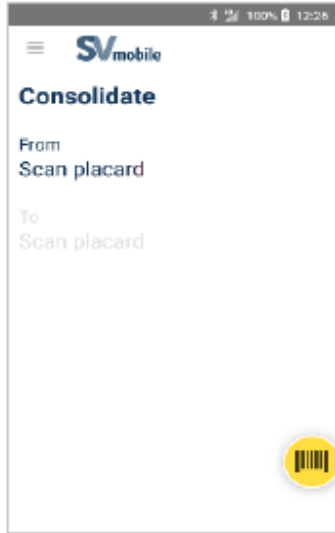 100% 12:26
SVmobile
Consolidate
From
Scan placard
To
Scan placard